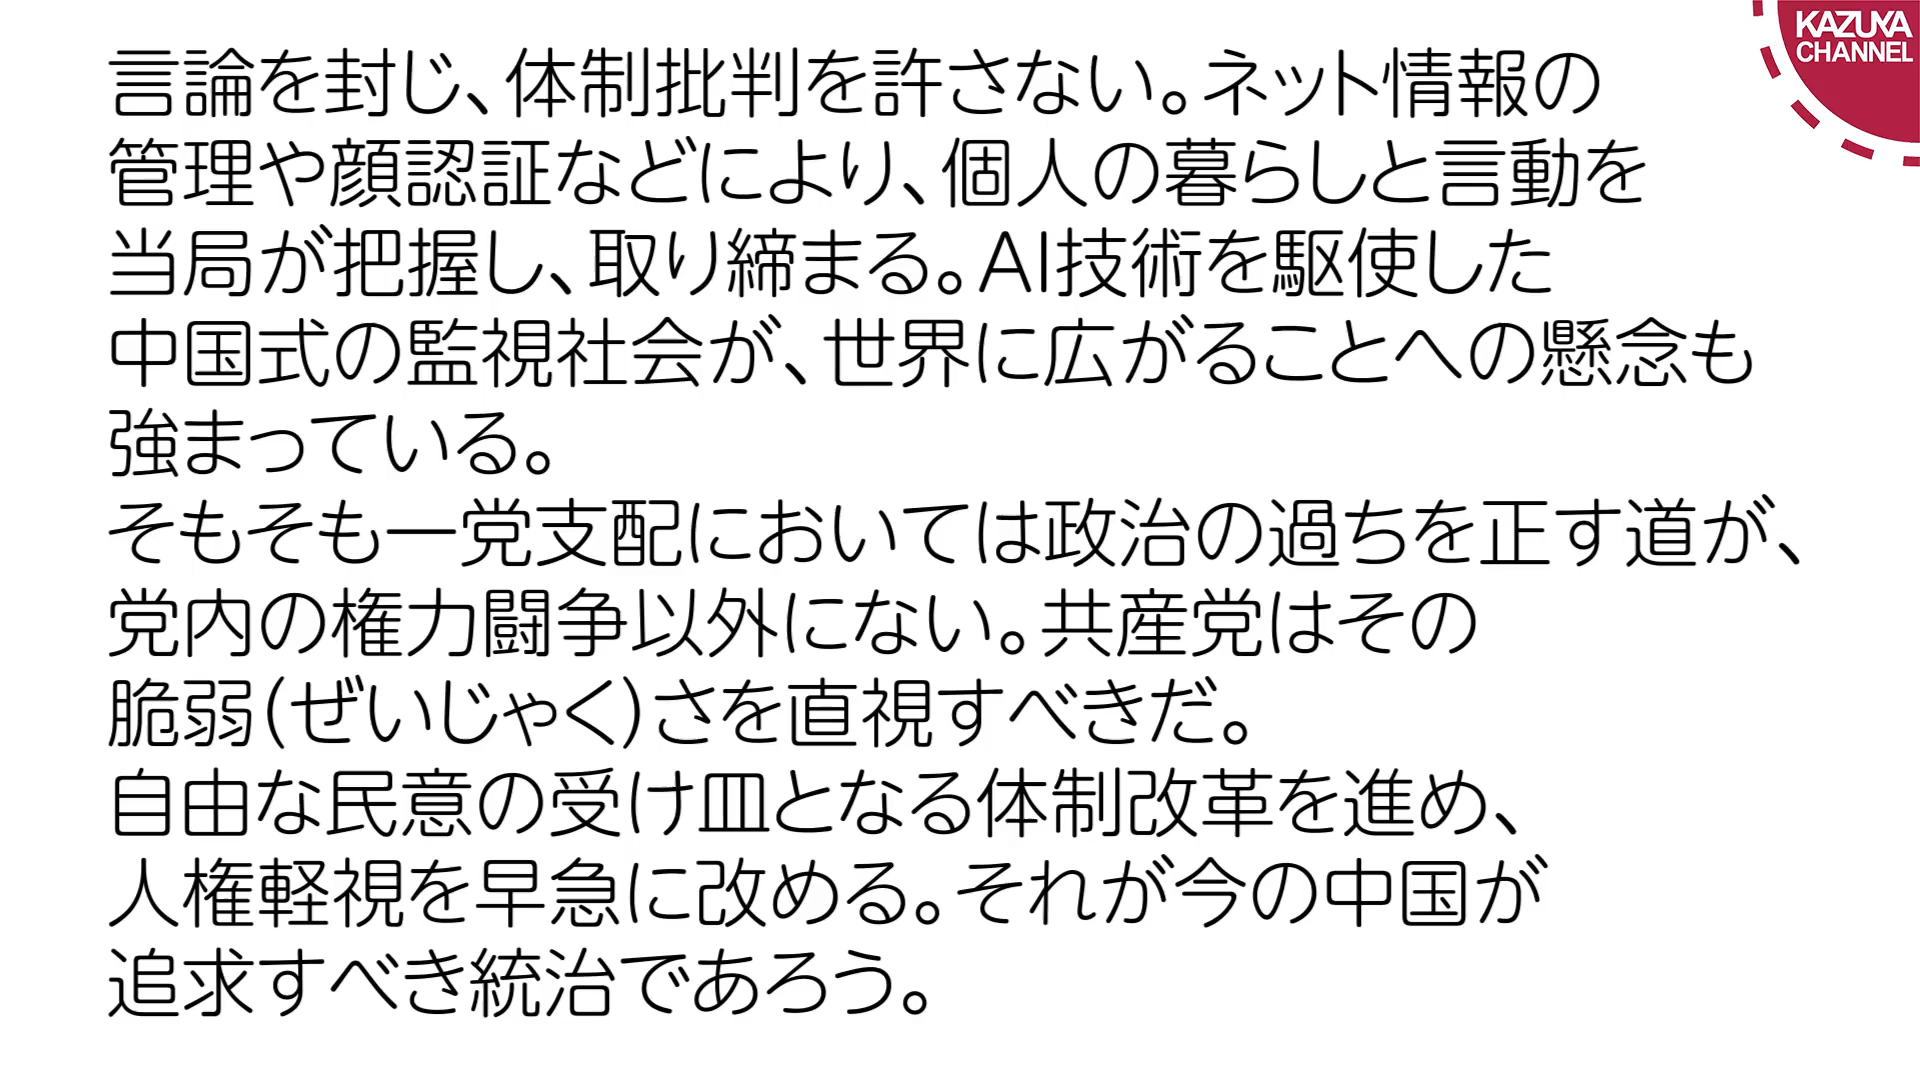 言論を封じ、体制批判を許さない。ネット情報の
管理や顔認証などにより、個人の暮らしと言動を
当局が把握し、取り締まる。AI技術を駆使した
中国式の監視社会が、世界に広がることへの懸念も
強まっている。
そもそも一党支配においては政治の過ちを正す道が、
党内の権力闘争以外にない。共産党はその
脆弱(ぜいじゃく)さを直視すべきだ。
自由な民意の受け皿となる体制改革を進め、
人権軽視を早急に改める。それが今の中国が
追求すべき統治であろう。
KAZUYA
CHANNEL